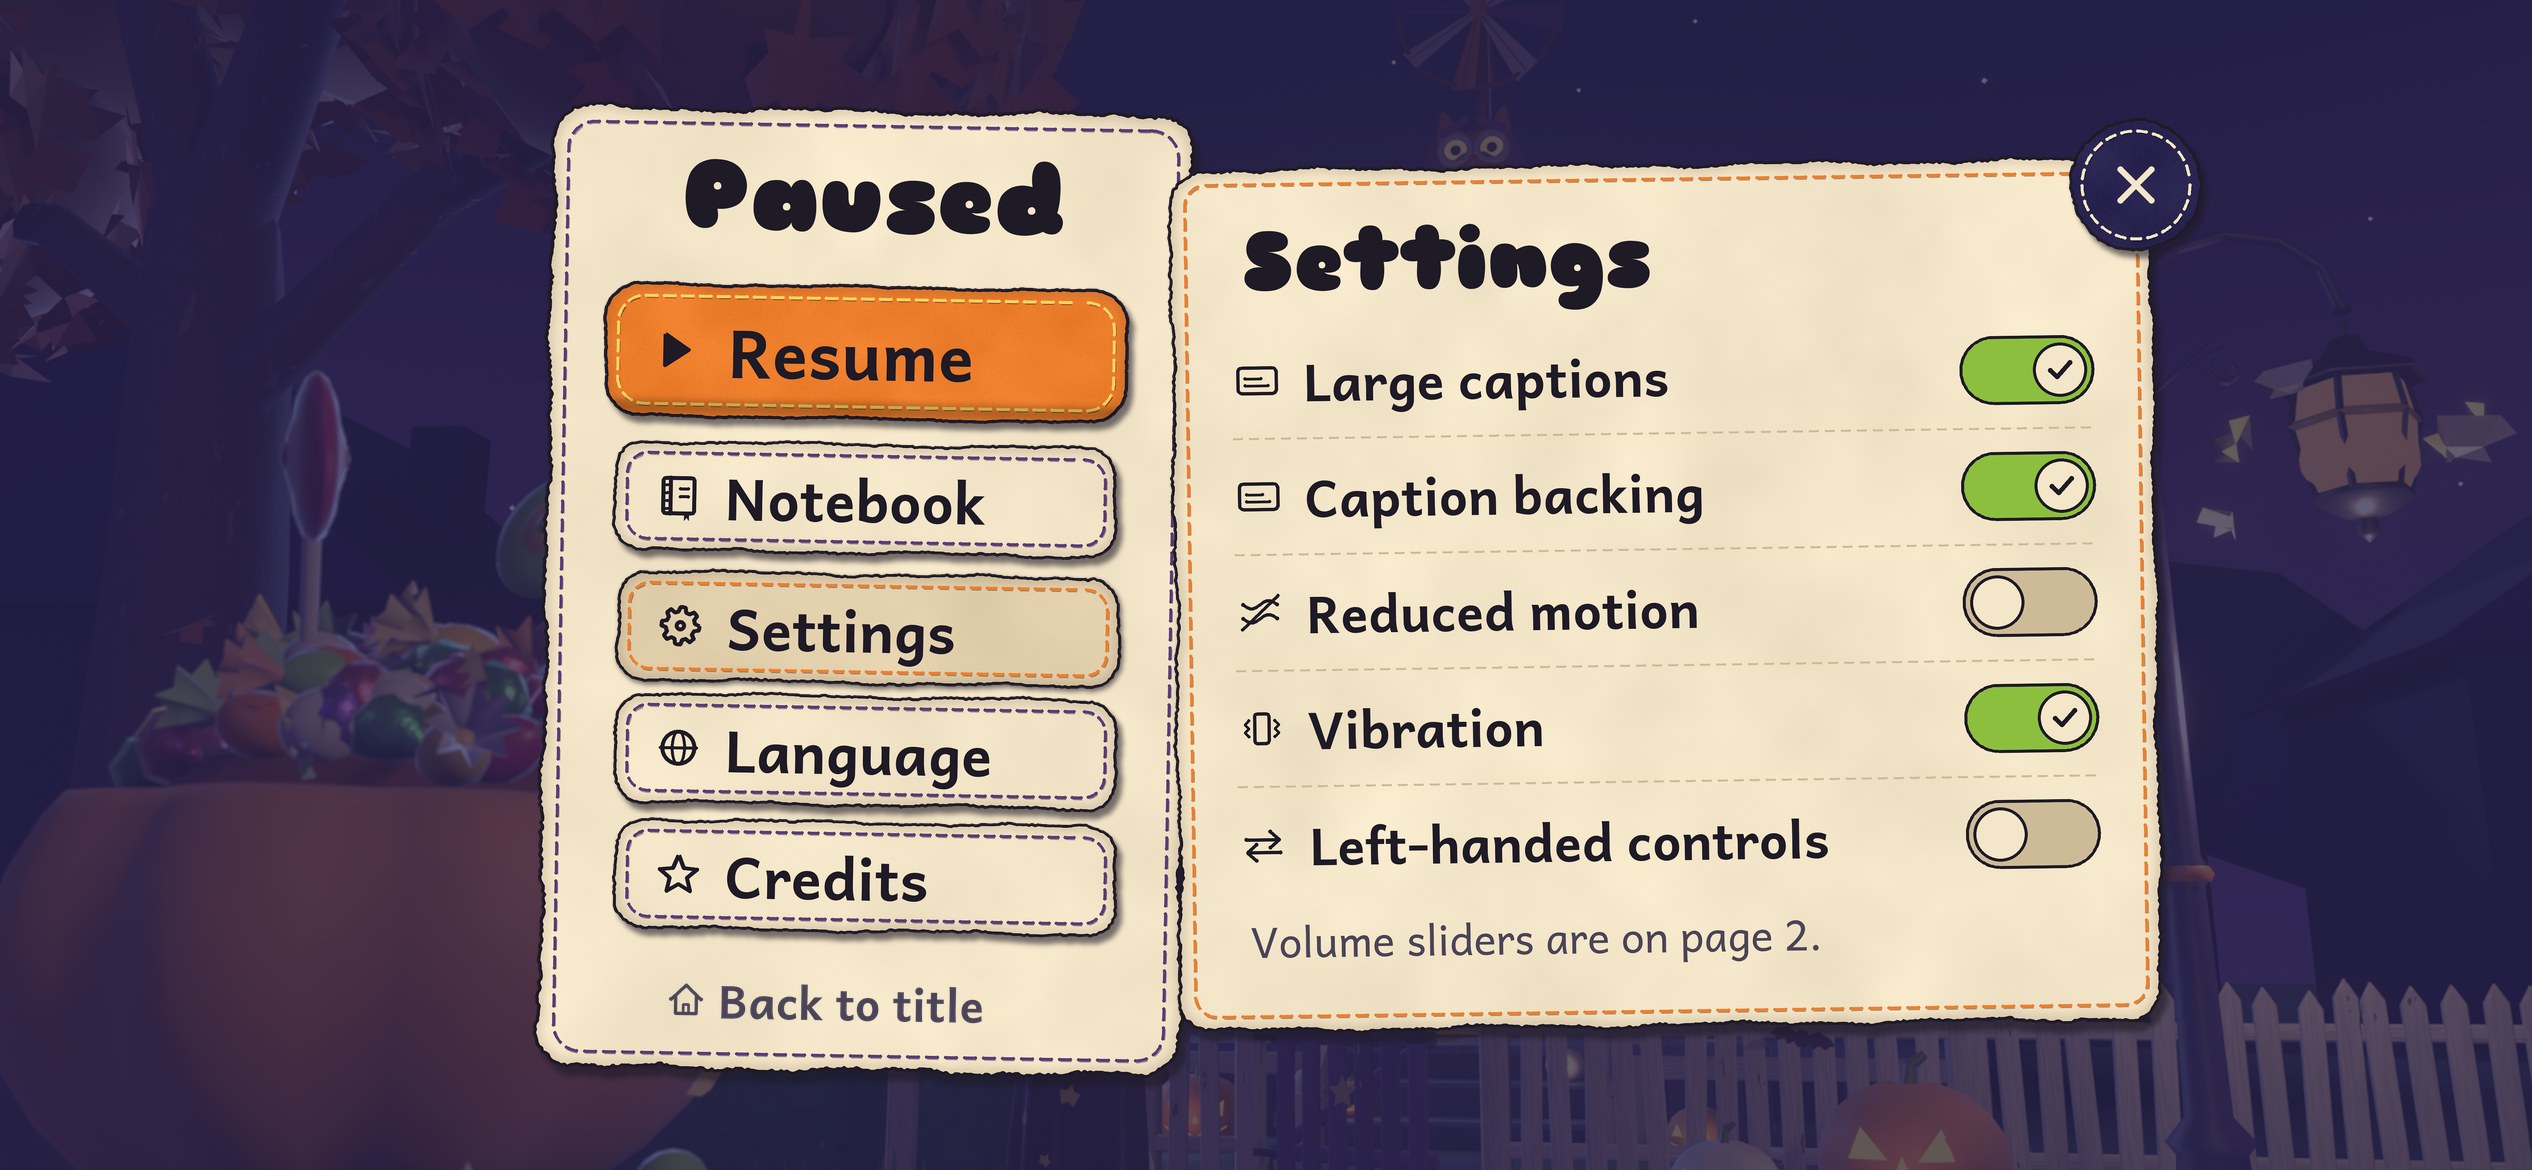 Paused
Resume
Notebook
Settings
Language
Credits
Back to title
Settings
Large captions
Caption backing
Reduced motion
Vibration
Left-handed controls
Volume sliders are on page 2.